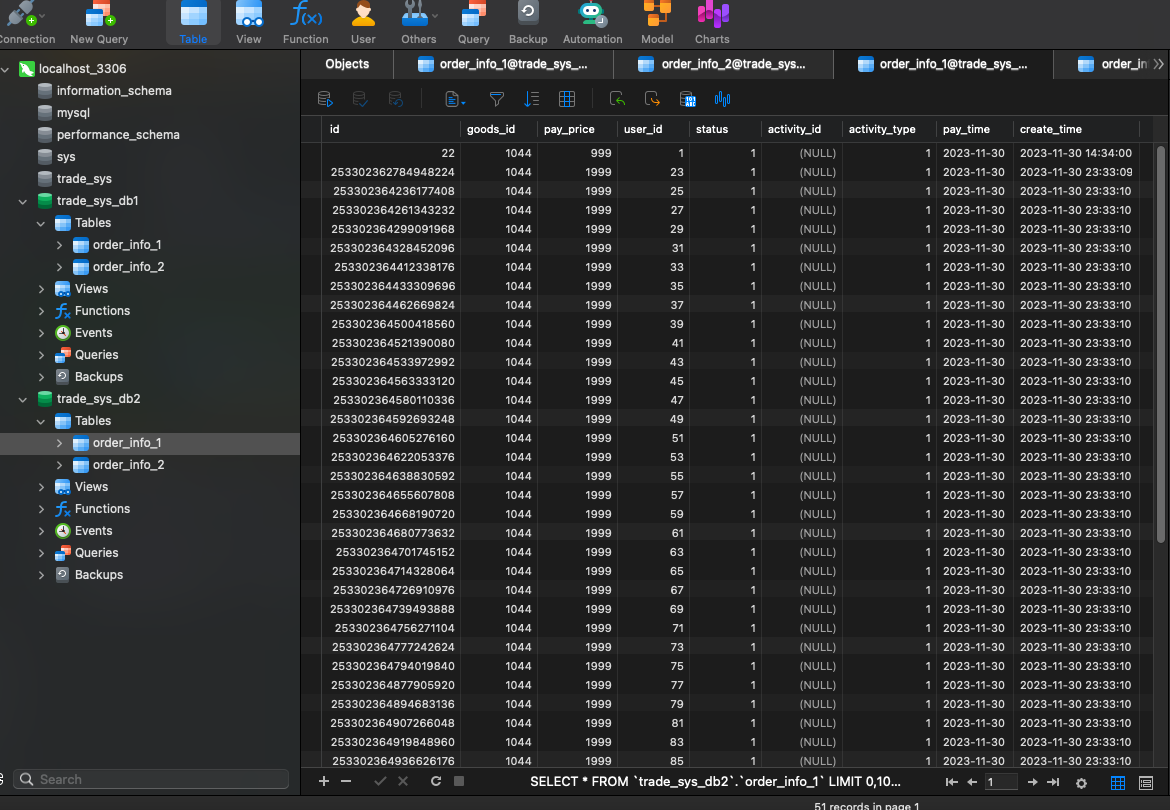 Connection New Query Table View Function User Others Query Backup Automation Model Charts
localhost_3306
information_schema
mysql
performance_schema
sys
trade_sys
trade_sys_db1
Tables
order_info_1
order_info_2
Views
Functions
Events
Queries
Backups
trade_sys_db2
Tables
order_info_1
order_info_2
Views
Functions
Events
Queries
Backups
Search
Objects order_info_1@trade_sys_... order_info_2@trade_sys... order_info_1@trade_sys_... order_in
id goods_id pay_price user_id status activity_id activity_type pay_time create_time
22 1044 999 1 1 (NULL) 1 2023-11-30 2023-11-30 14:34:00
253302362784948224 1044 1999 23 1 (NULL) 1 2023-11-30 2023-11-30 23:33:09
253302364236177408 1044 1999 25 1 (NULL) 1 2023-11-30 2023-11-30 23:33:10
253302364261343232 1044 1999 27 1 (NULL) 1 2023-11-30 2023-11-30 23:33:10
253302364299091968 1044 1999 29 1 (NULL) 1 2023-11-30 2023-11-30 23:33:10
253302364328452096 1044 1999 31 1 (NULL) 1 2023-11-30 2023-11-30 23:33:10
253302364412338176 1044 1999 33 1 (NULL) 1 2023-11-30 2023-11-30 23:33:10
253302364433309696 1044 1999 35 1 (NULL) 1 2023-11-30 2023-11-30 23:33:10
253302364462669824 1044 1999 37 1 (NULL) 1 2023-11-30 2023-11-30 23:33:10
253302364500418560 1044 1999 39 1 (NULL) 1 2023-11-30 2023-11-30 23:33:10
253302364521390080 1044 1999 41 1 (NULL) 1 2023-11-30 2023-11-30 23:33:10
253302364533972992 1044 1999 43 1 (NULL) 1 2023-11-30 2023-11-30 23:33:10
253302364563333120 1044 1999 45 1 (NULL) 1 2023-11-30 2023-11-30 23:33:10
253302364580110336 1044 1999 47 1 (NULL) 1 2023-11-30 2023-11-30 23:33:10
253302364592693248 1044 1999 49 1 (NULL) 1 2023-11-30 2023-11-30 23:33:10
253302364605276160 1044 1999 51 1 (NULL) 1 2023-11-30 2023-11-30 23:33:10
253302364622053376 1044 1999 53 1 (NULL) 1 2023-11-30 2023-11-30 23:33:10
253302364638830592 1044 1999 55 1 (NULL) 1 2023-11-30 2023-11-30 23:33:10
253302364655607808 1044 1999 57 1 (NULL) 1 2023-11-30 2023-11-30 23:33:10
253302364668190720 1044 1999 59 1 (NULL) 1 2023-11-30 2023-11-30 23:33:10
253302364680773632 1044 1999 61 1 (NULL) 1 2023-11-30 2023-11-30 23:33:10
253302364701745152 1044 1999 63 1 (NULL) 1 2023-11-30 2023-11-30 23:33:10
253302364714328064 1044 1999 65 1 (NULL) 1 2023-11-30 2023-11-30 23:33:10
253302364726910976 1044 1999 67 1 (NULL) 1 2023-11-30 2023-11-30 23:33:10
253302364739493888 1044 1999 69 1 (NULL) 1 2023-11-30 2023-11-30 23:33:10
253302364756271104 1044 1999 71 1 (NULL) 1 2023-11-30 2023-11-30 23:33:10
253302364777242624 1044 1999 73 1 (NULL) 1 2023-11-30 2023-11-30 23:33:10
253302364794019840 1044 1999 75 1 (NULL) 1 2023-11-30 2023-11-30 23:33:10
253302364877905920 1044 1999 77 1 (NULL) 1 2023-11-30 2023-11-30 23:33:10
253302364894683136 1044 1999 79 1 (NULL) 1 2023-11-30 2023-11-30 23:33:10
253302364907266048 1044 1999 81 1 (NULL) 1 2023-11-30 2023-11-30 23:33:10
253302364919848960 1044 1999 83 1 (NULL) 1 2023-11-30 2023-11-30 23:33:10
253302364936626176 1044 1999 85 1 (NULL) 1 2023-11-30 2023-11-30 23:33:10
SELECT * FROM `trade_sys_db2`.`order_info_1` LIMIT 0,10... 1
51 records in page 1